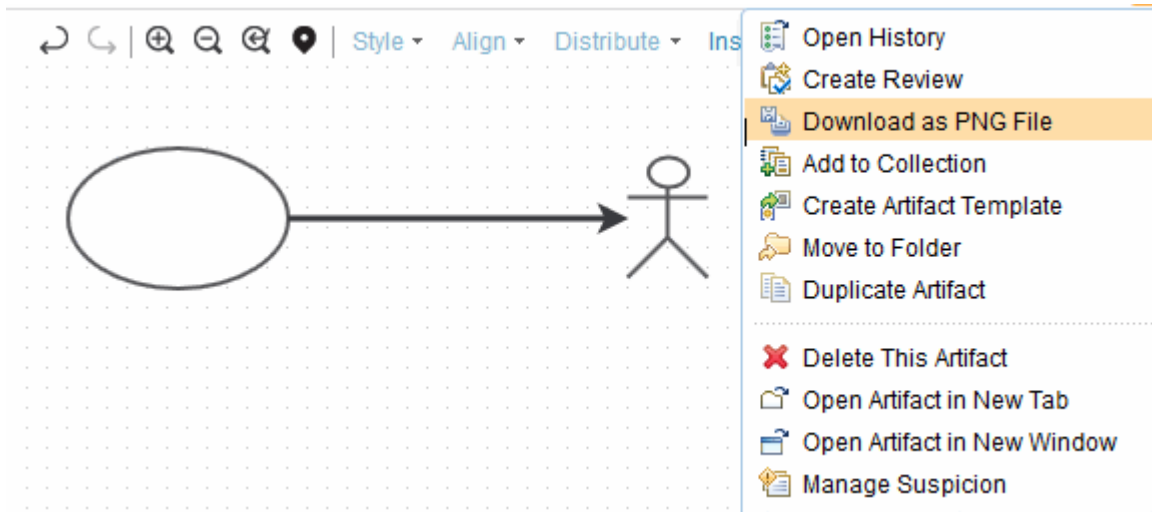 Style Align Distribute Ins
Open History
Create Review
Download as PNG File
Add to Collection
Create Artifact Template
Move to Folder
Duplicate Artifact
Delete This Artifact
Open Artifact in New Tab
Open Artifact in New Window
Manage Suspicion